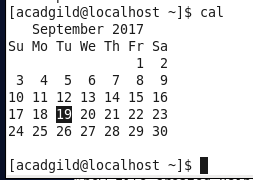 [acadgild@localhost ~]$ cal
   September 2017
Su Mo Tu We Th Fr Sa
                1  2
 3  4  5  6  7  8  9
10 11 12 13 14 15 16
17 18 19 20 21 22 23
24 25 26 27 28 29 30
[acadgild@localhost ~]$